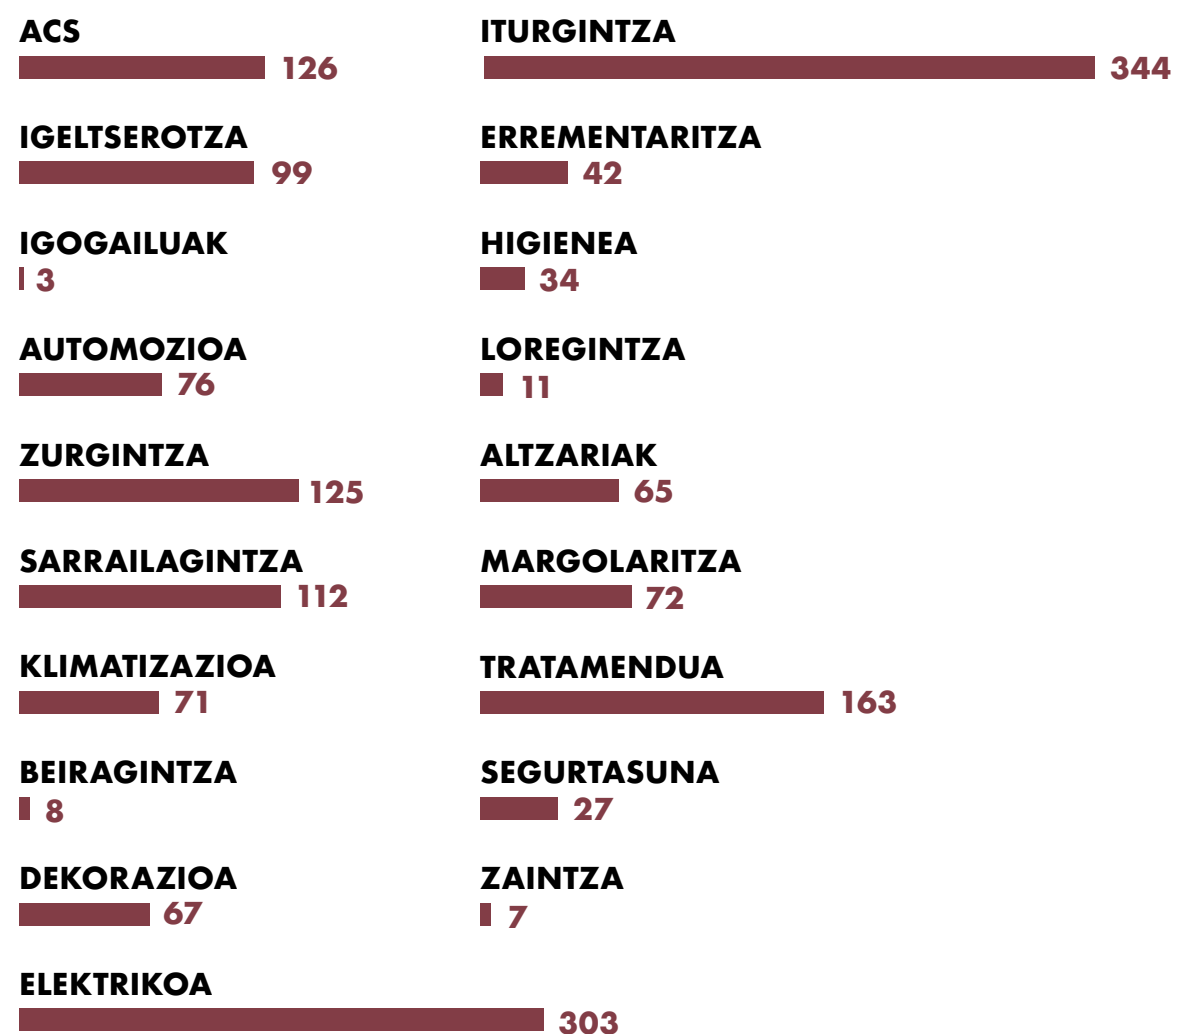 ACS
126
IGELTSEROTZA
99
IGOGAILUAK
3
AUTOMOZIOA
76
ZURGINTZA
125
SARRAILAGINTZA
112
KLIMATIZAZIOA
71
BEIRAGINTZA
8
DEKORAZIOA
67
ELEKTRIKOA
303
ITURGINTZA
344
ERREMENTARITZA
42
HIGIENEA
34
LOREGINTZA
11
ALTZARIAK
65
MARGOLARITZA
72
TRATAMENDUA
163
SEGURTASUNA
27
ZAINTZA
7